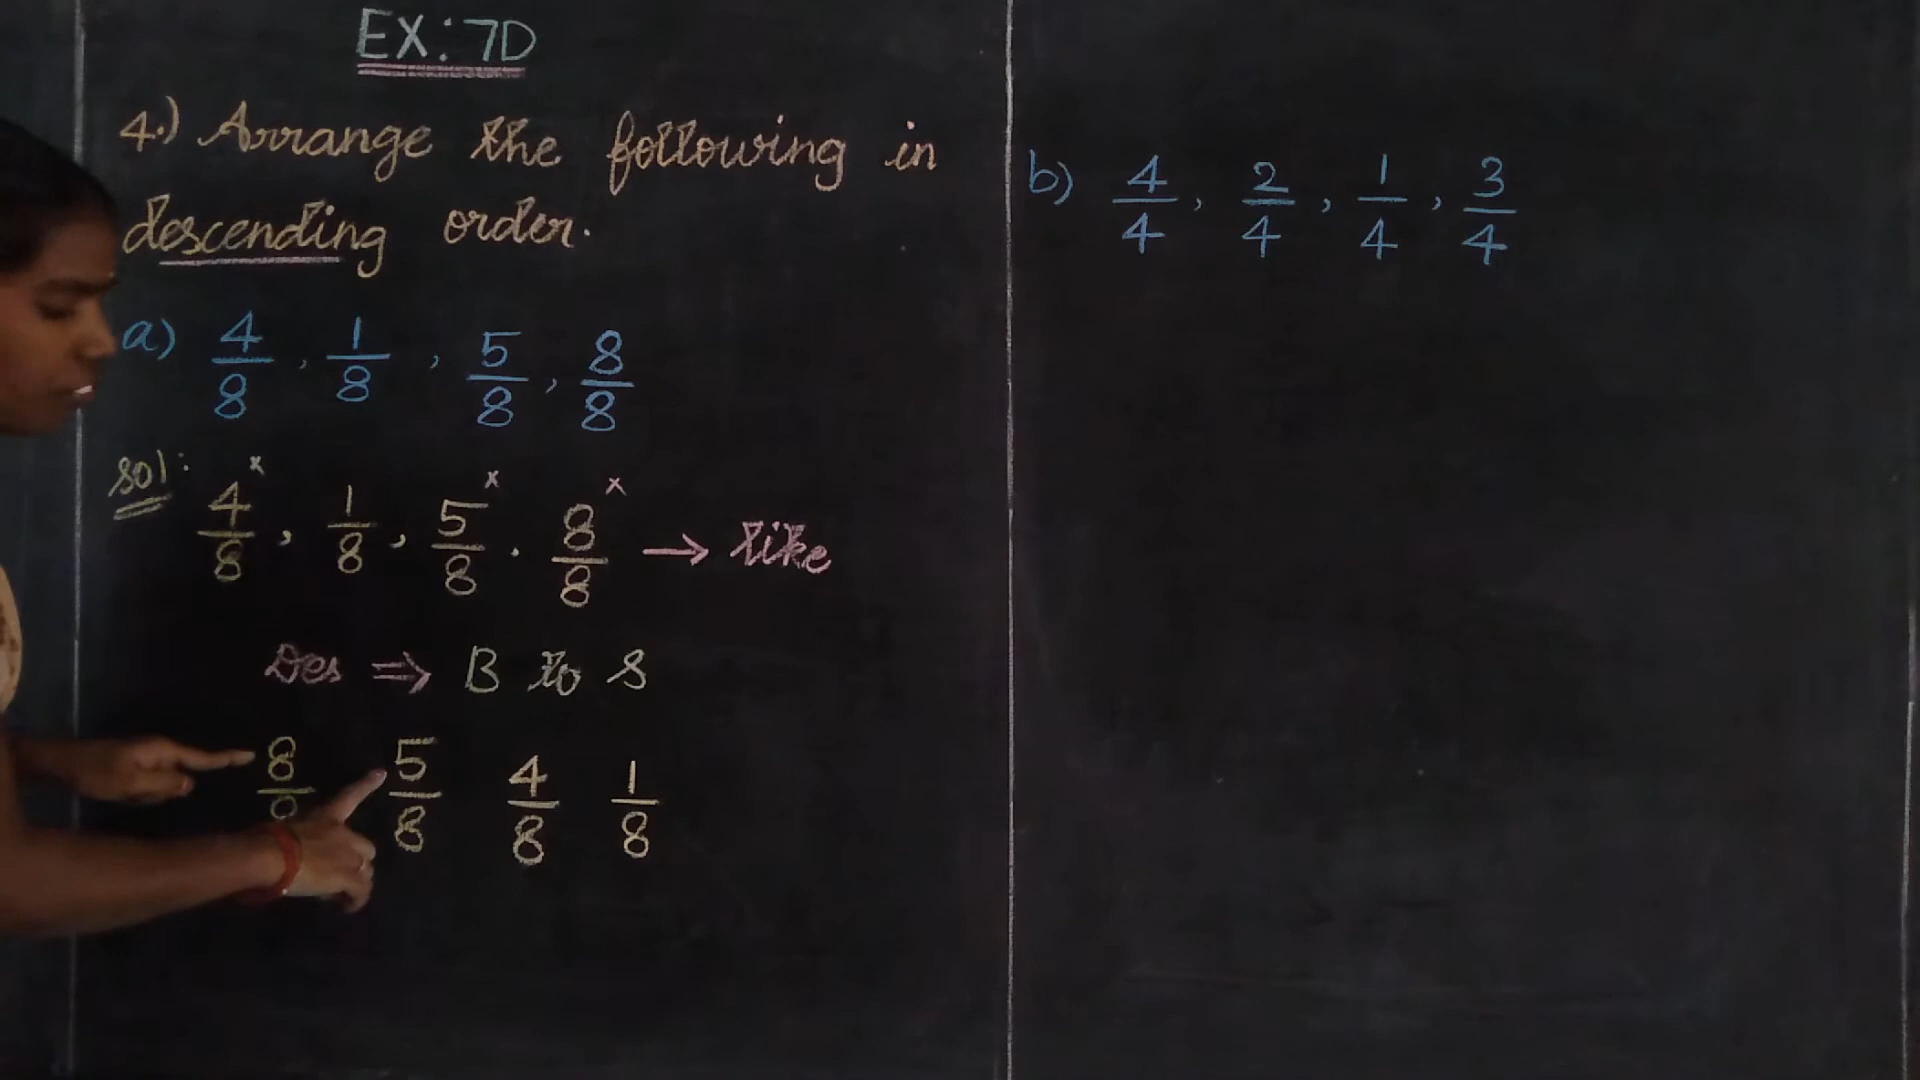 EX: 7D
4.) Arrange the following in
descending order.
a) 4/8, 1/8, 5/8, 8/8
Sol:
4/8 x, 1/8, 5/8 x, 8/8 x → like
Des ⇒ B to S
8/8 5/8 4/8 1/8
b) 4/4, 2/4, 1/4, 3/4